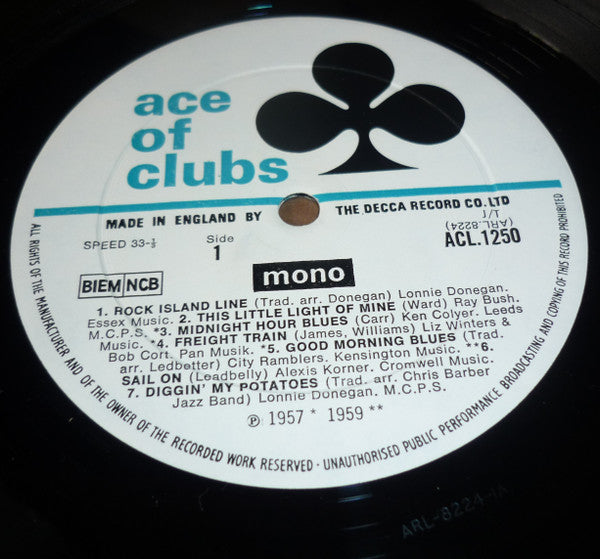 ace
of
clubs
MADE IN ENGLAND BY THE DECCA RECORD CO. LTD
SPEED 33-⅓
Side
1
1/f
(ARL.8224)
ACL.1250
BIEM NCB
mono
1. ROCK ISLAND LINE (Trad. arr. Donegan) Lonnie Donegan.
Essex Music. 2. THIS LITTLE LIGHT OF MINE (Ward) Ray Bush.
M.C.P.S. *3. MIDNIGHT HOUR BLUES (Carr) Ken Colyer. Leeds
Music. *4. FREIGHT TRAIN (James, Williams) Liz Winters &
Bob Cort. Pan Musik. *5. GOOD MORNING BLUES (Trad.
arr. Ledbetter) City Ramblers. Kensington Music. **6.
SAIL ON (Leadbelly) Alexis Korner. Cromwell Music.
7. DIGGIN' MY POTATOES (Trad. arr. Chris Barber
Jazz Band) Lonnie Donegan. M.C.P.S.
℗ 1957 * 1959 **
ALL RIGHTS OF THE MANUFACTURER AND OF THE OWNER OF THE RECORDED WORK RESERVED · UNAUTHORISED PUBLIC PERFORMANCE BROADCASTING AND COPYING OF THIS RECORD PROHIBITED
ARL-8224-1A